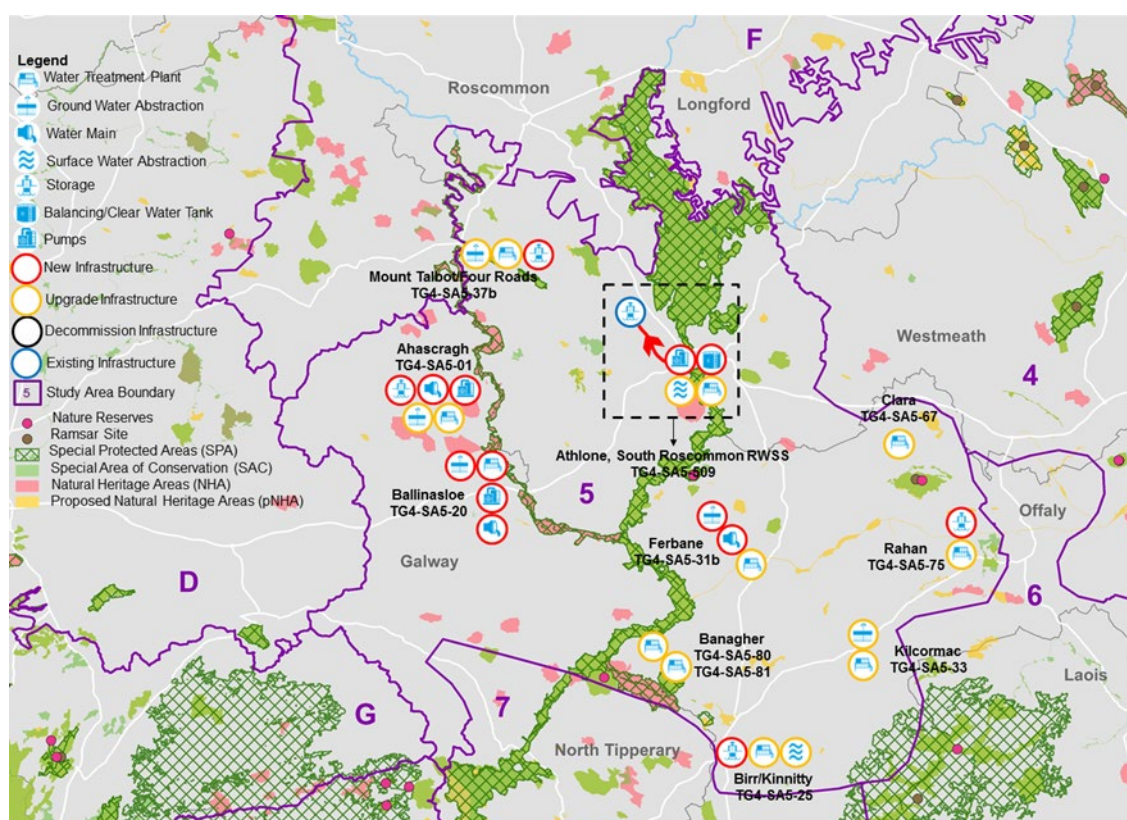 Legend
Water Treatment Plant
Ground Water Abstraction
Water Main
Surface Water Abstraction
Storage
Balancing/Clear Water Tank
Pumps
New Infrastructure
Upgrade Infrastructure
Decommission Infrastructure
Existing Infrastructure
5 Study Area Boundary
Nature Reserves
Ramsar Site
Special Protected Areas (SPA)
Special Area of Conservation (SAC)
Natural Heritage Areas (NHA)
Proposed Natural Heritage Areas (pNHA)
F
Roscommon
Longford
Mount Talbot/Four Roads
TG4-SA5-37b
Westmeath
Ahascragh
TG4-SA5-01
4
Clara
TG4-SA5-67
Athlone, South Roscommon RWSS
TG4-SA5-509
Ballinasloe
TG4-SA5-20
5
Offaly
Ferbane
TG4-SA5-31b
Rahan
TG4-SA5-75
Galway
D
6
Banagher
TG4-SA5-80
TG4-SA5-81
Kilcormac
TG4-SA5-33
Laois
G
7
North Tipperary
Birr/Kinnitty
TG4-SA5-25